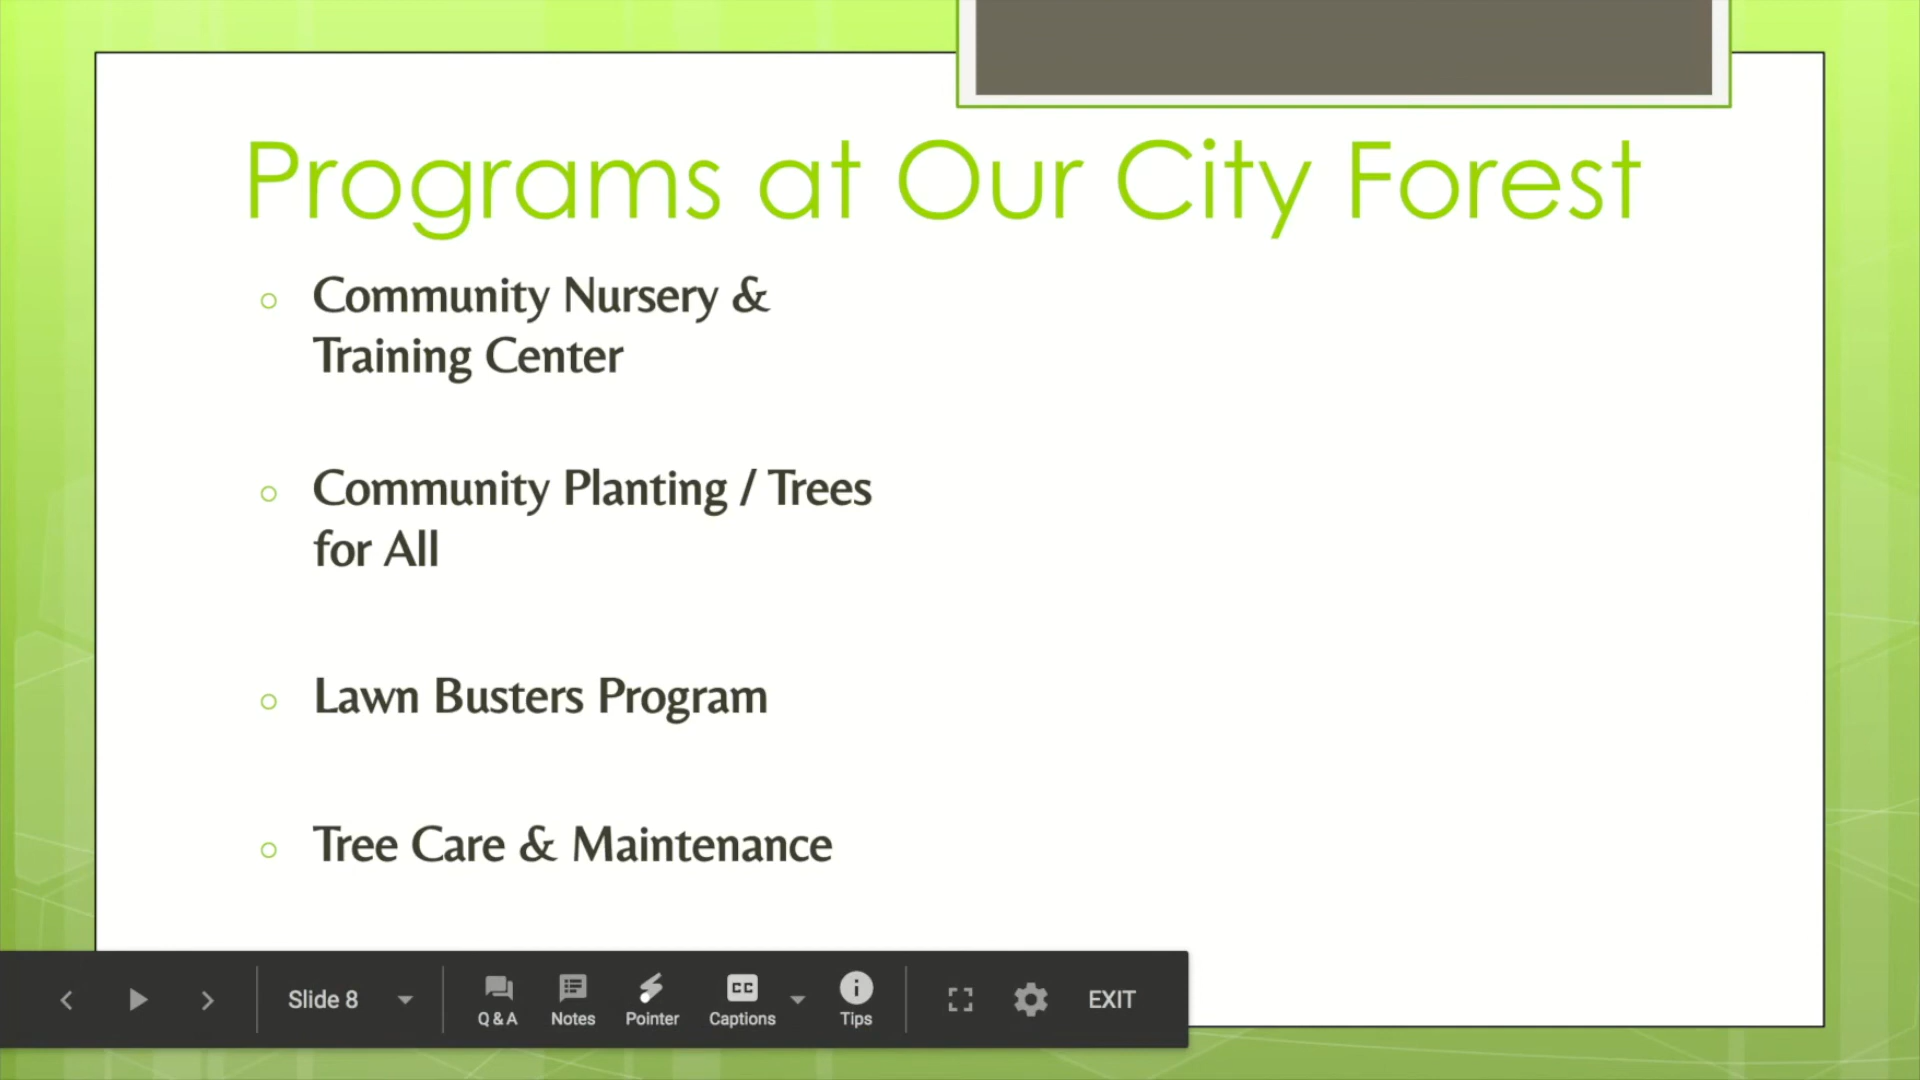 Programs at Our City Forest
Community Nursery &
Training Center
Community Planting / Trees
for All
Lawn Busters Program
Tree Care & Maintenance
Slide 8
Q & A
Notes
Pointer
CC
Captions
Tips
EXIT